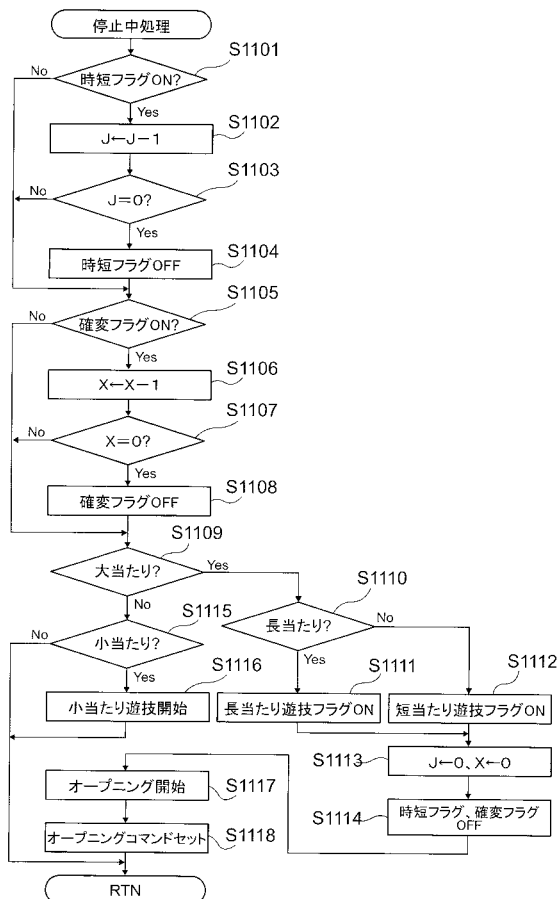 停止中処理
S1101
時短フラグON?
No
Yes
S1102
J←J－1
S1103
J＝0?
No
Yes
S1104
時短フラグOFF
S1105
確変フラグON?
No
Yes
S1106
X←X－1
S1107
X＝0?
No
Yes
S1108
確変フラグOFF
S1109
大当たり?
Yes
No
S1110
長当たり?
No
Yes
S1115
小当たり?
No
Yes
S1116
小当たり遊技開始
S1111
長当たり遊技フラグON
S1112
短当たり遊技フラグON
S1113
J←0、X←0
S1114
時短フラグ、確変フラグ
OFF
S1117
オープニング開始
S1118
オープニングコマンドセット
RTN